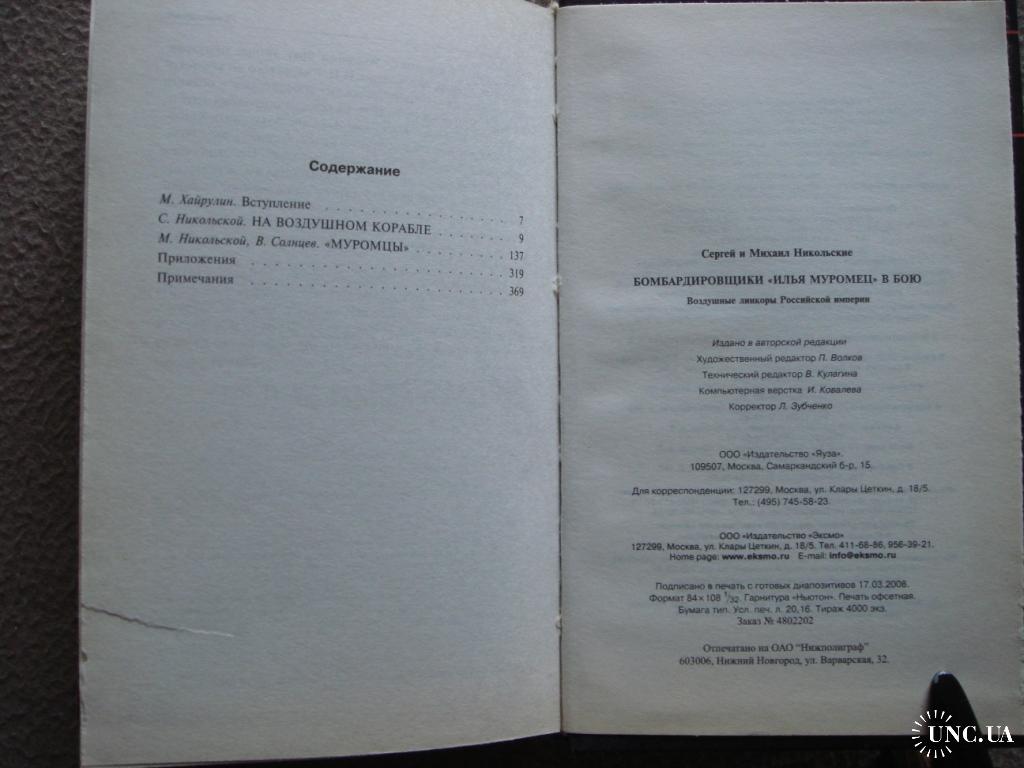 Содержание
М. Хайрулин. Вступление . . . . . . . . . . . . . . . . . 7
С. Никольской. НА ВОЗДУШНОМ КОРАБЛЕ . . . . . . 9
М. Никольской, В. Солнцев. «МУРОМЦЫ» . . . . . . . . 137
Приложения . . . . . . . . . . . . . . . . . . . . . . 319
Примечания . . . . . . . . . . . . . . . . . . . . . . 369
Сергей и Михаил Никольские
БОМБАРДИРОВЩИКИ «ИЛЬЯ МУРОМЕЦ» В БОЮ
Воздушные линкоры Российской империи
Издано в авторской редакции
Художественный редактор П. Волков
Технический редактор В. Кулагина
Компьютерная верстка И. Ковалева
Корректор Л. Зубченко
ООО «Издательство «Яуза».
109507, Москва, Самаркандский б-р, 15.
Для корреспонденции: 127299, Москва, ул. Клары Цеткин, д. 18/5.
Тел.: (495) 745-58-23.
ООО «Издательство «Эксмо»
127299, Москва, ул. Клары Цеткин, д. 18/5. Тел. 411-68-86, 956-39-21.
Home page: www.eksmo.ru E-mail: info@eksmo.ru
Подписано в печать с готовых диапозитивов 17.03.2008.
Формат 84×108 1/32. Гарнитура «Ньютон». Печать офсетная.
Бумага тип. Усл. печ. л. 20,16. Тираж 4000 экз.
Заказ № 4802202
Отпечатано на ОАО "Нижполиграф"
603006, Нижний Новгород, ул. Варварская, 32.
UNC.UA